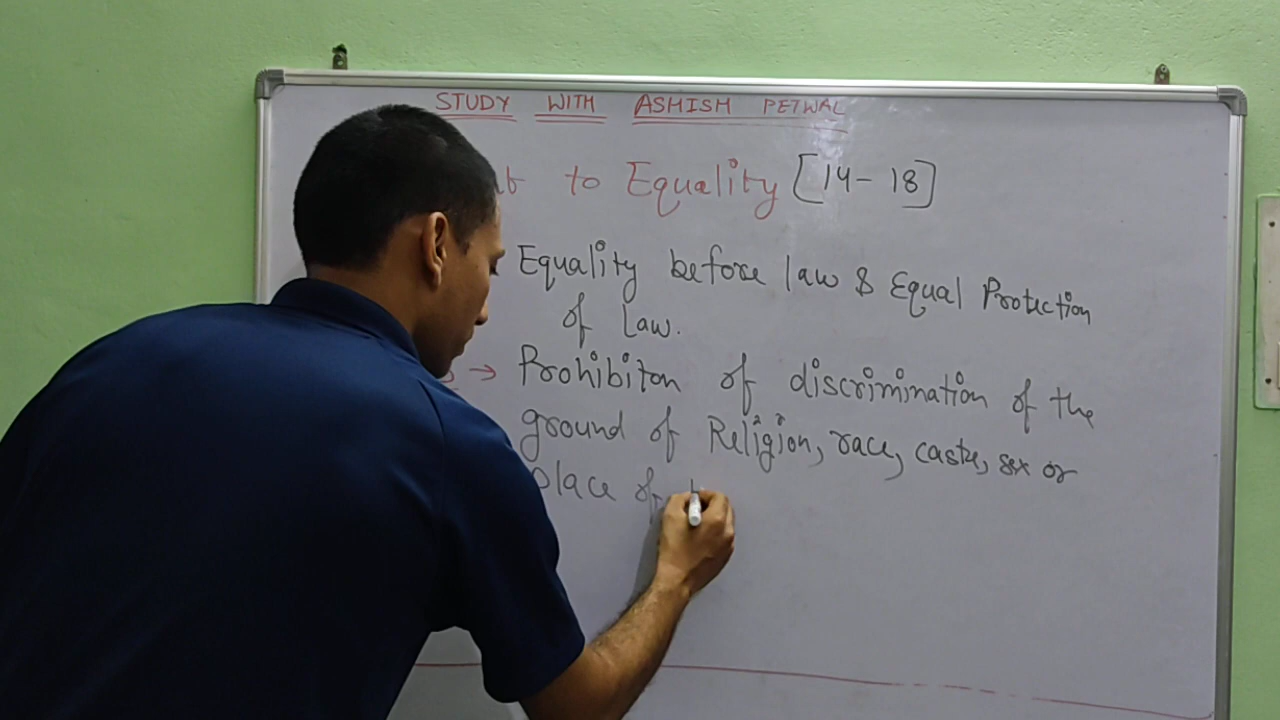 STUDY WITH ASHISH PETWAL
to Equality [14-18]
Equality before law & Equal Protection
of law.
→ Prohibiton of discrimination of the
ground of Religion, race, caste, sex or
place of